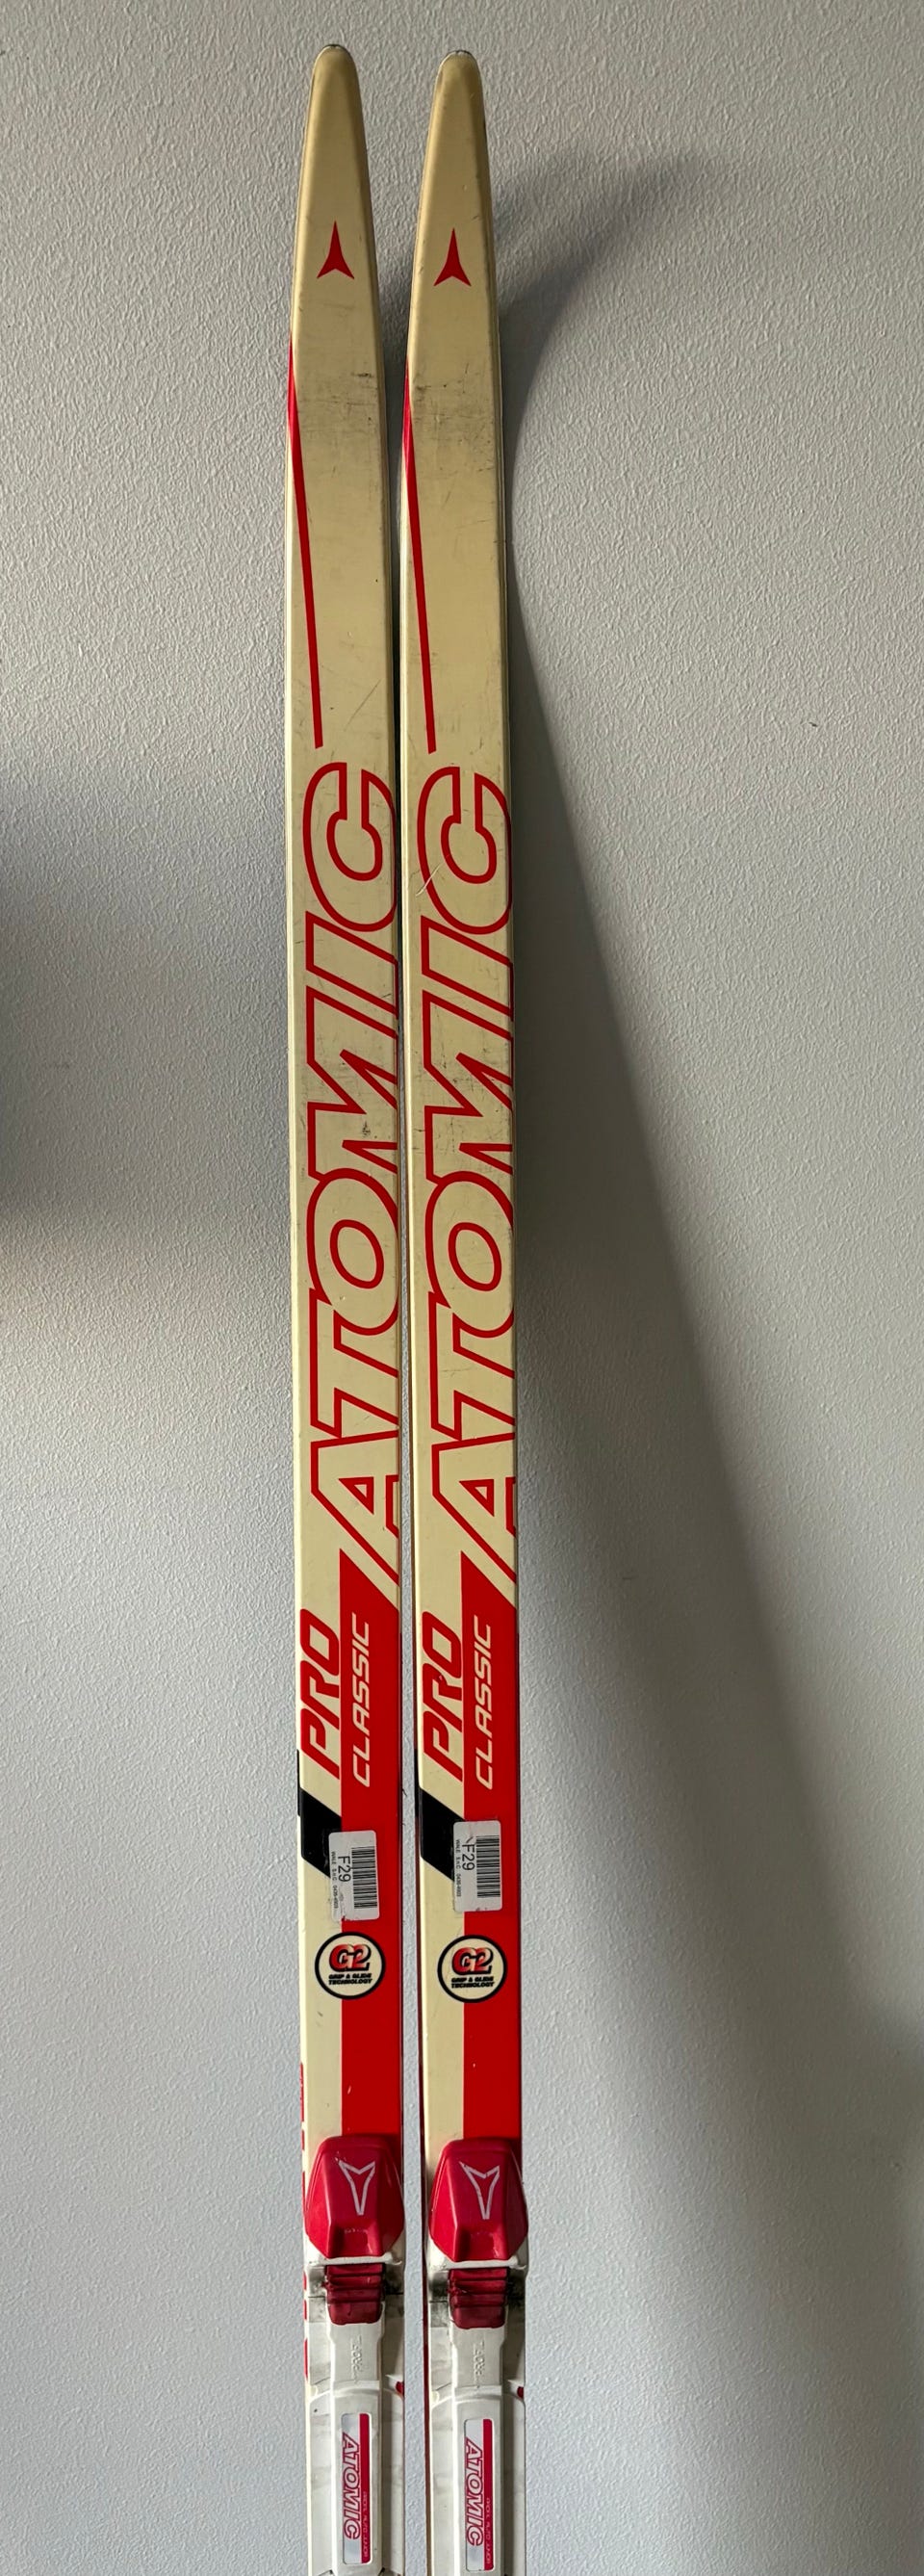 ATOMIC
PRO
CLASSIC
F29
G2
GRIP & GLIDE
TECHNOLOGY
ATOMIC
ATOMIC
PRO
CLASSIC
F29
G2
GRIP & GLIDE
TECHNOLOGY
ATOMIC